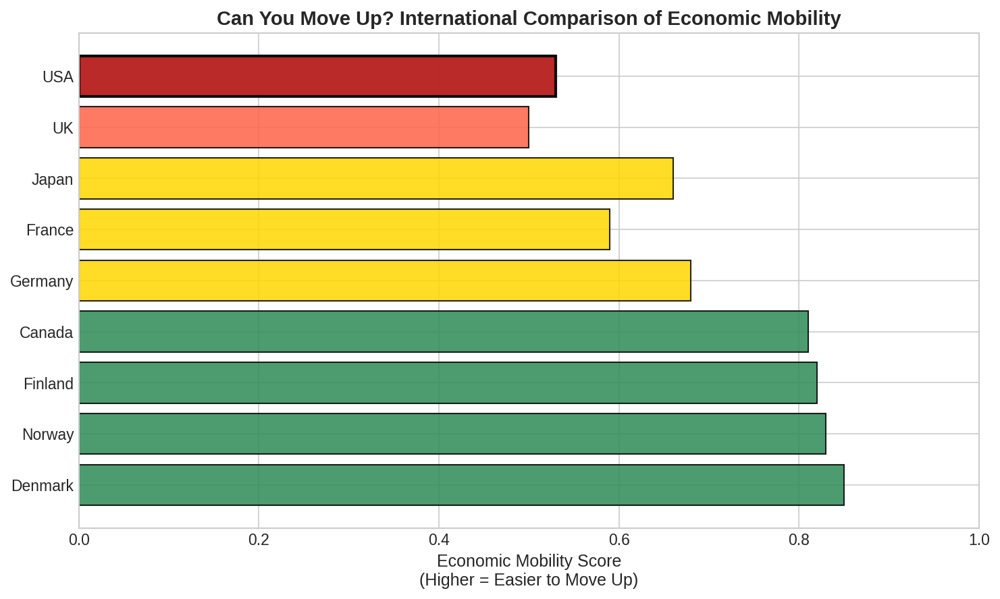 Can You Move Up? International Comparison of Economic Mobility
USA
UK
Japan
France
Germany
Canada
Finland
Norway
Denmark
0.0 0.2 0.4 0.6 0.8 1.0
Economic Mobility Score
(Higher = Easier to Move Up)